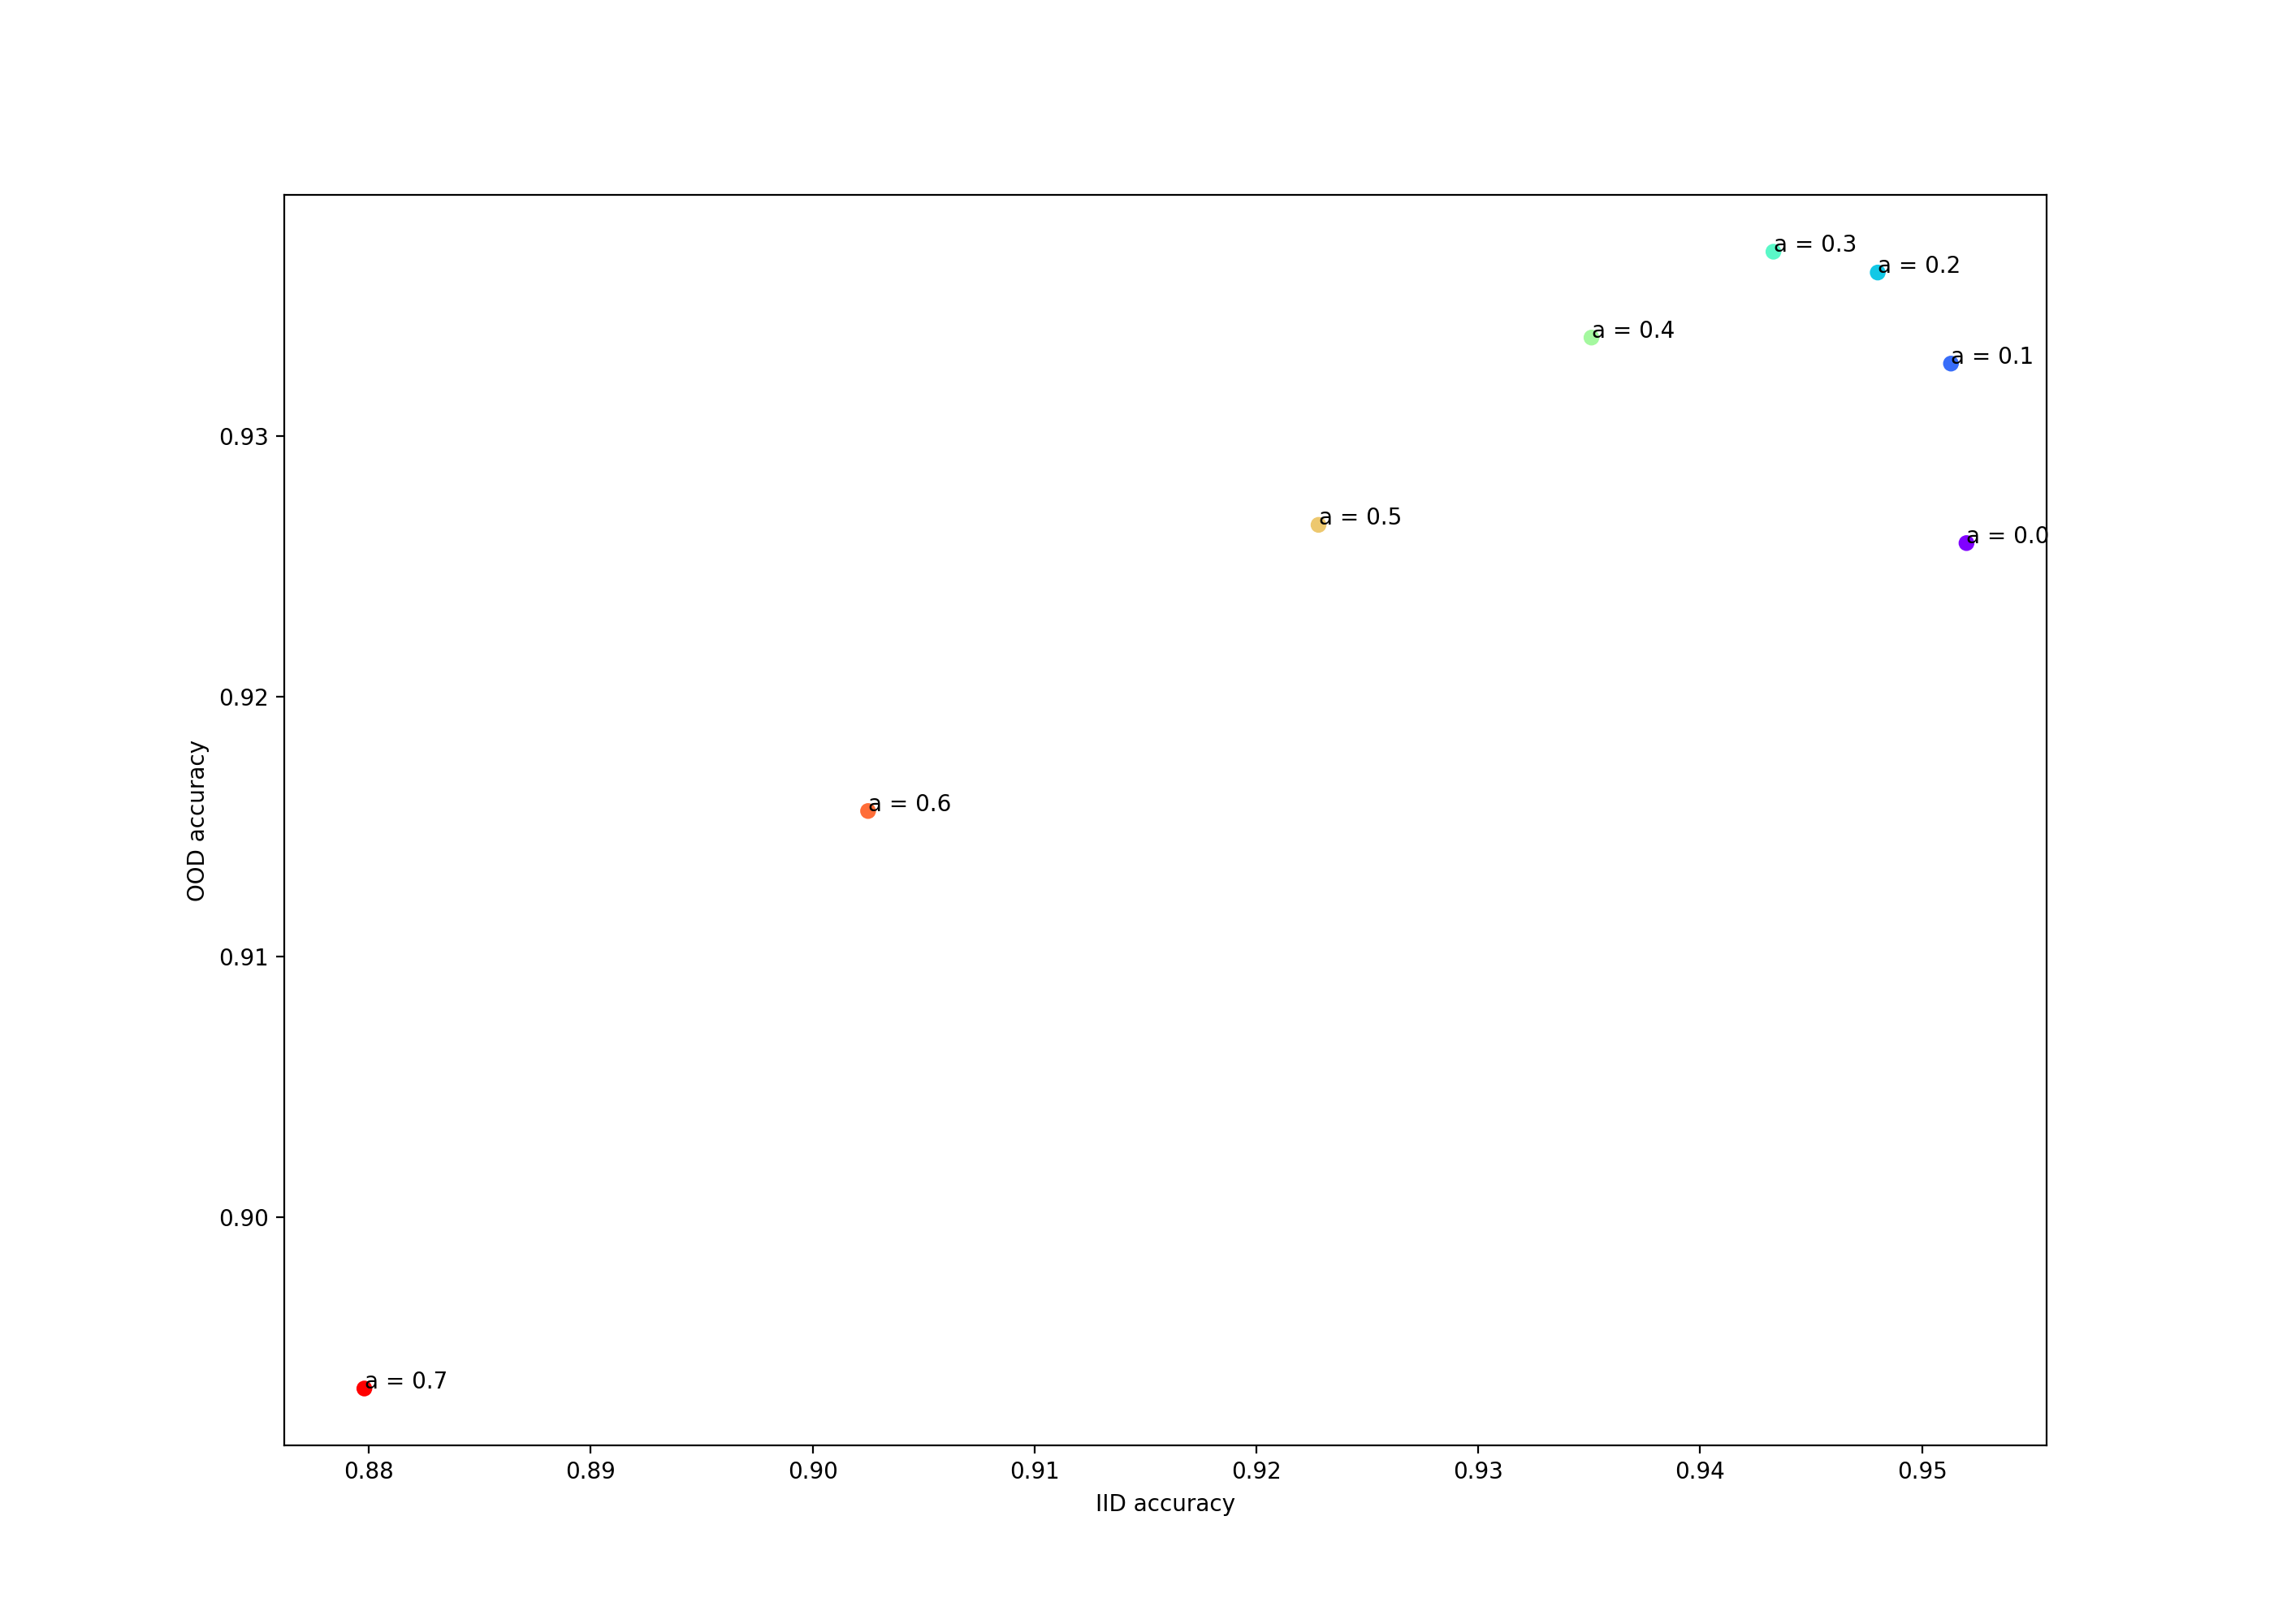 a = 0.3
a = 0.2
a = 0.4
a = 0.1
0.93
a = 0.5
a = 0.0
0.92
OOD accuracy
a = 0.6
0.91
0.90
a = 0.7
0.88 0.89 0.90 0.91 0.92 0.93 0.94 0.95
IID accuracy